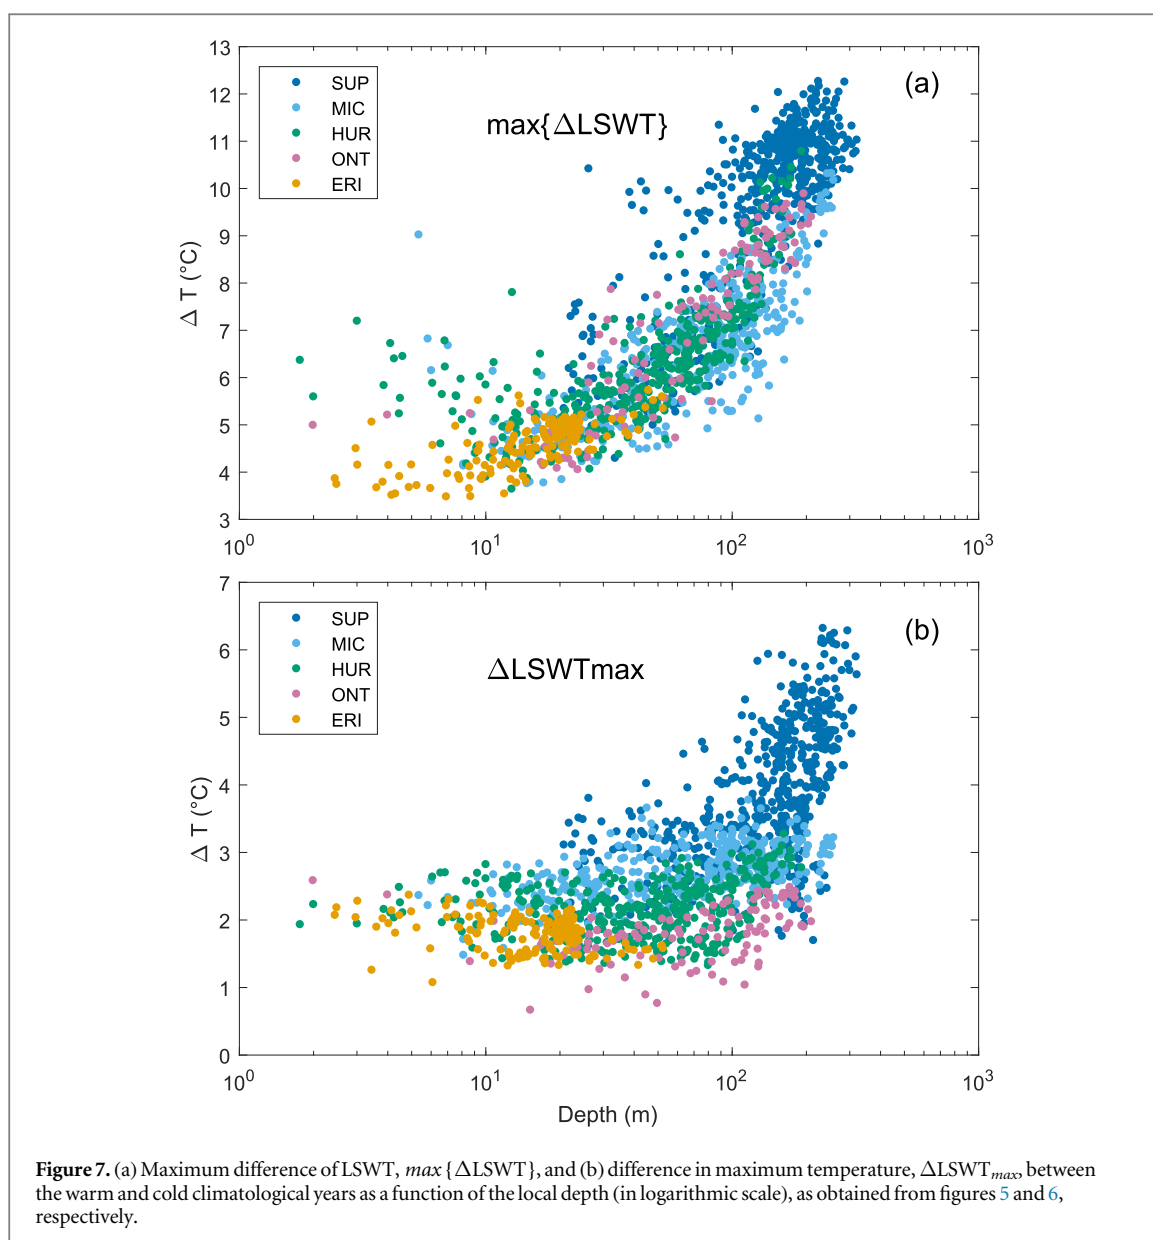 13
12
11
10
9
8
7
6
5
4
3
Δ T (°C)
SUP
MIC
HUR
ONT
ERI
max{ΔLSWT}
(a)
10⁰ 10¹ 10² 10³
7
6
5
4
3
2
1
0
Δ T (°C)
SUP
MIC
HUR
ONT
ERI
ΔLSWTmax
(b)
10⁰ 10¹ 10² 10³
Depth (m)
Figure 7. (a) Maximum difference of LSWT, max {ΔLSWT}, and (b) difference in maximum temperature, ΔLSWTmax, between
the warm and cold climatological years as a function of the local depth (in logarithmic scale), as obtained from figures 5 and 6,
respectively.